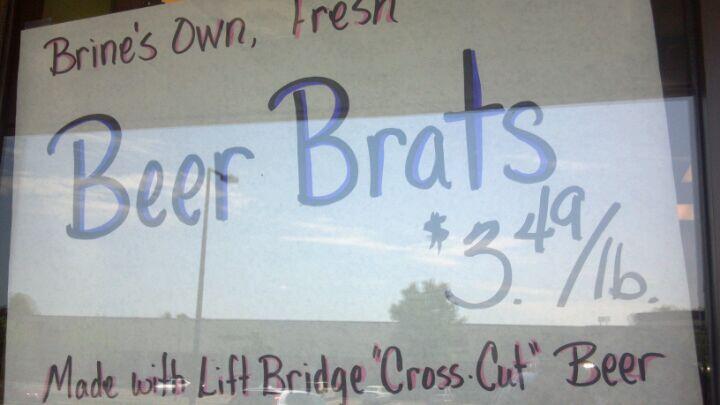 Brine's Own, Fresh
Beer Brats
$3.49/lb.
Made with Lift Bridge "Cross-Cut" Beer